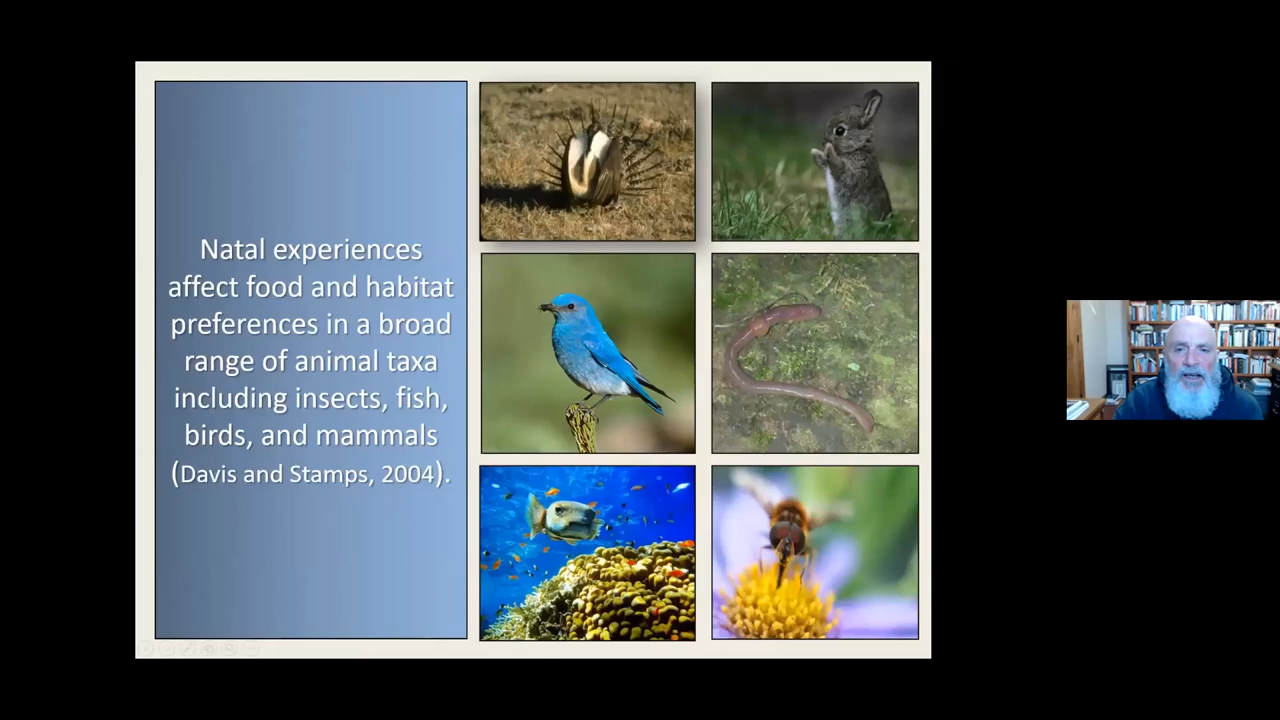 Natal experiences
affect food and habitat
preferences in a broad
range of animal taxa
including insects, fish,
birds, and mammals
(Davis and Stamps, 2004).